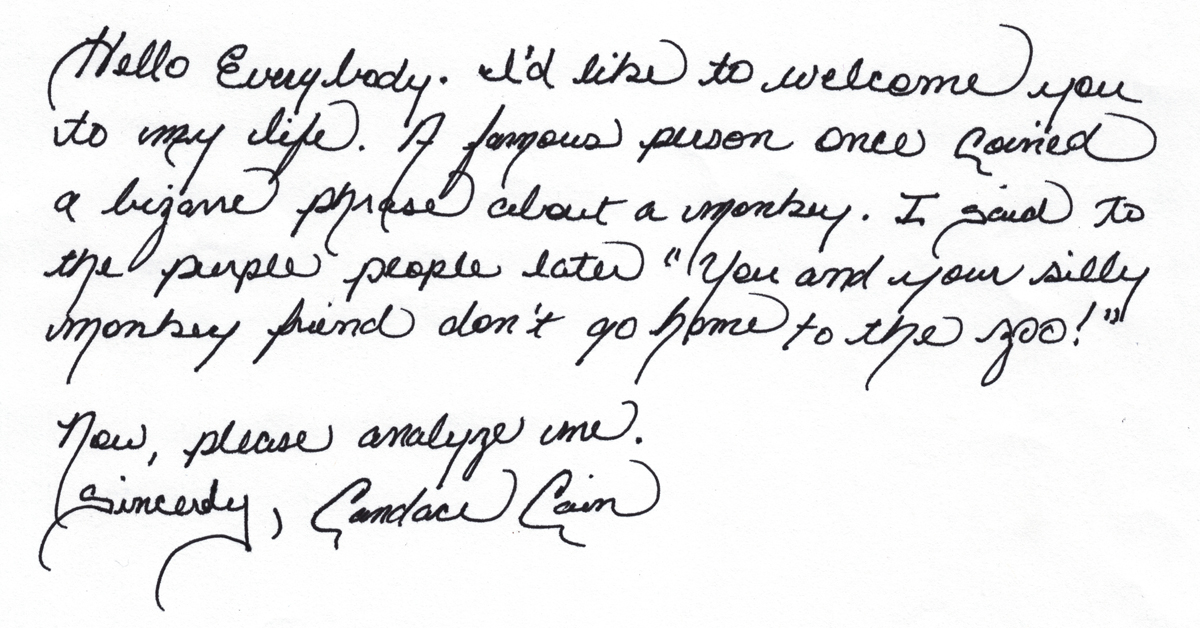 Hello Everybody. I'd like to welcome you
to my life. A famous person once coined
a bizarre phrase about a monkey. I said to
the purple people later "You and your silly
monkey friend don't go home to the zoo!"
Now, please analyze me.
Sincerely, Candace Cain